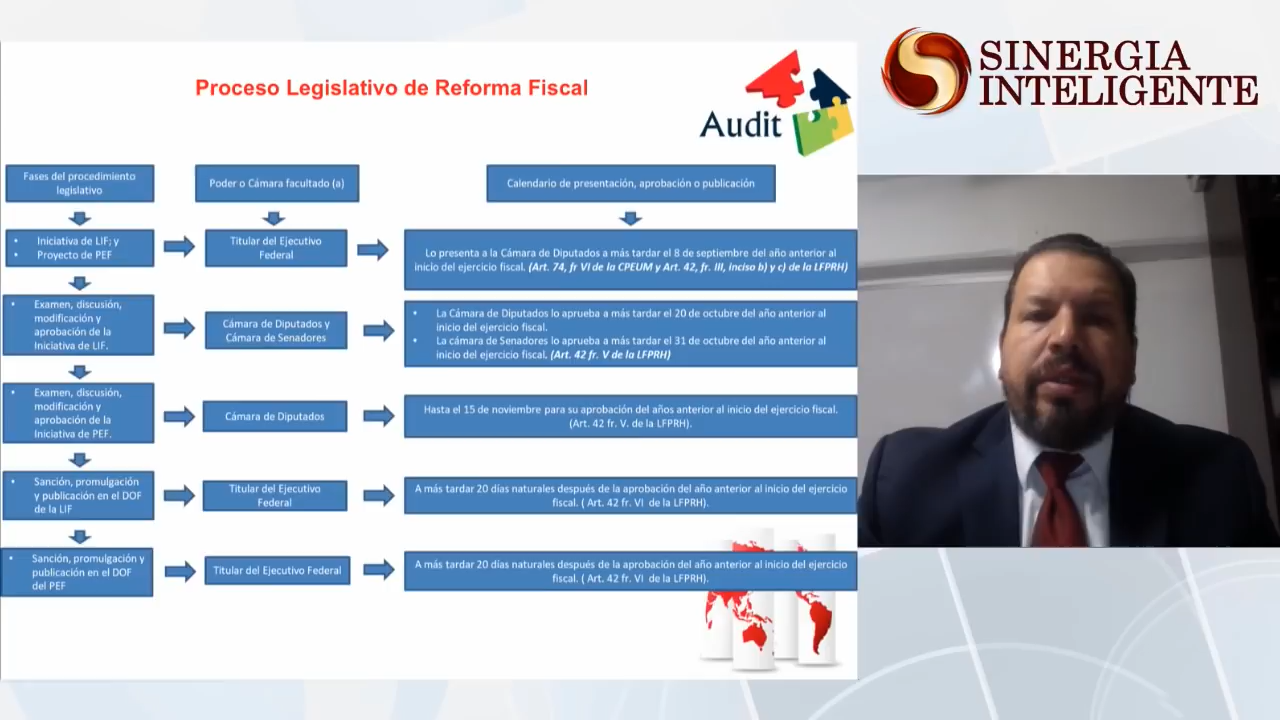 SINERGIA
INTELIGENTE
Proceso Legislativo de Reforma Fiscal
Audit
Fases del procedimiento
legislativo
Poder o Cámara facultado (a)
Calendario de presentación, aprobación o publicación
• Iniciativa de LIF; y
• Proyecto de PEF
Titular del Ejecutivo
Federal
Lo presenta a la Cámara de Diputados a más tardar el 8 de septiembre del año anterior al
inicio del ejercicio fiscal. (Art. 74, fr VI de la CPEUM y Art. 42, fr. III, inciso b) y c) de la LFPRH)
• Examen, discusión,
modificación y
aprobación de la
Iniciativa de LIF.
Cámara de Diputados y
Cámara de Senadores
• La Cámara de Diputados lo aprueba a más tardar el 20 de octubre del año anterior al
inicio del ejercicio fiscal.
• La cámara de Senadores lo aprueba a más tardar el 31 de octubre del año anterior al
inicio del ejercicio fiscal. (Art. 42 fr. V de la LFPRH)
• Examen, discusión,
modificación y
aprobación de la
Iniciativa de PEF.
Cámara de Diputados
Hasta el 15 de noviembre para su aprobación del años anterior al inicio del ejercicio fiscal.
(Art. 42 fr. V. de la LFPRH).
• Sanción, promulgación
y publicación en el DOF
de la LIF
Titular del Ejecutivo
Federal
A más tardar 20 días naturales después de la aprobación del año anterior al inicio del ejercicio
fiscal. ( Art. 42 fr. VI de la LFPRH).
• Sanción, promulgación y
publicación en el DOF
del PEF
Titular del Ejecutivo Federal
A más tardar 20 días naturales después de la aprobación del año anterior al inicio del ejercicio
fiscal. ( Art. 42 fr. VI de la LFPRH).